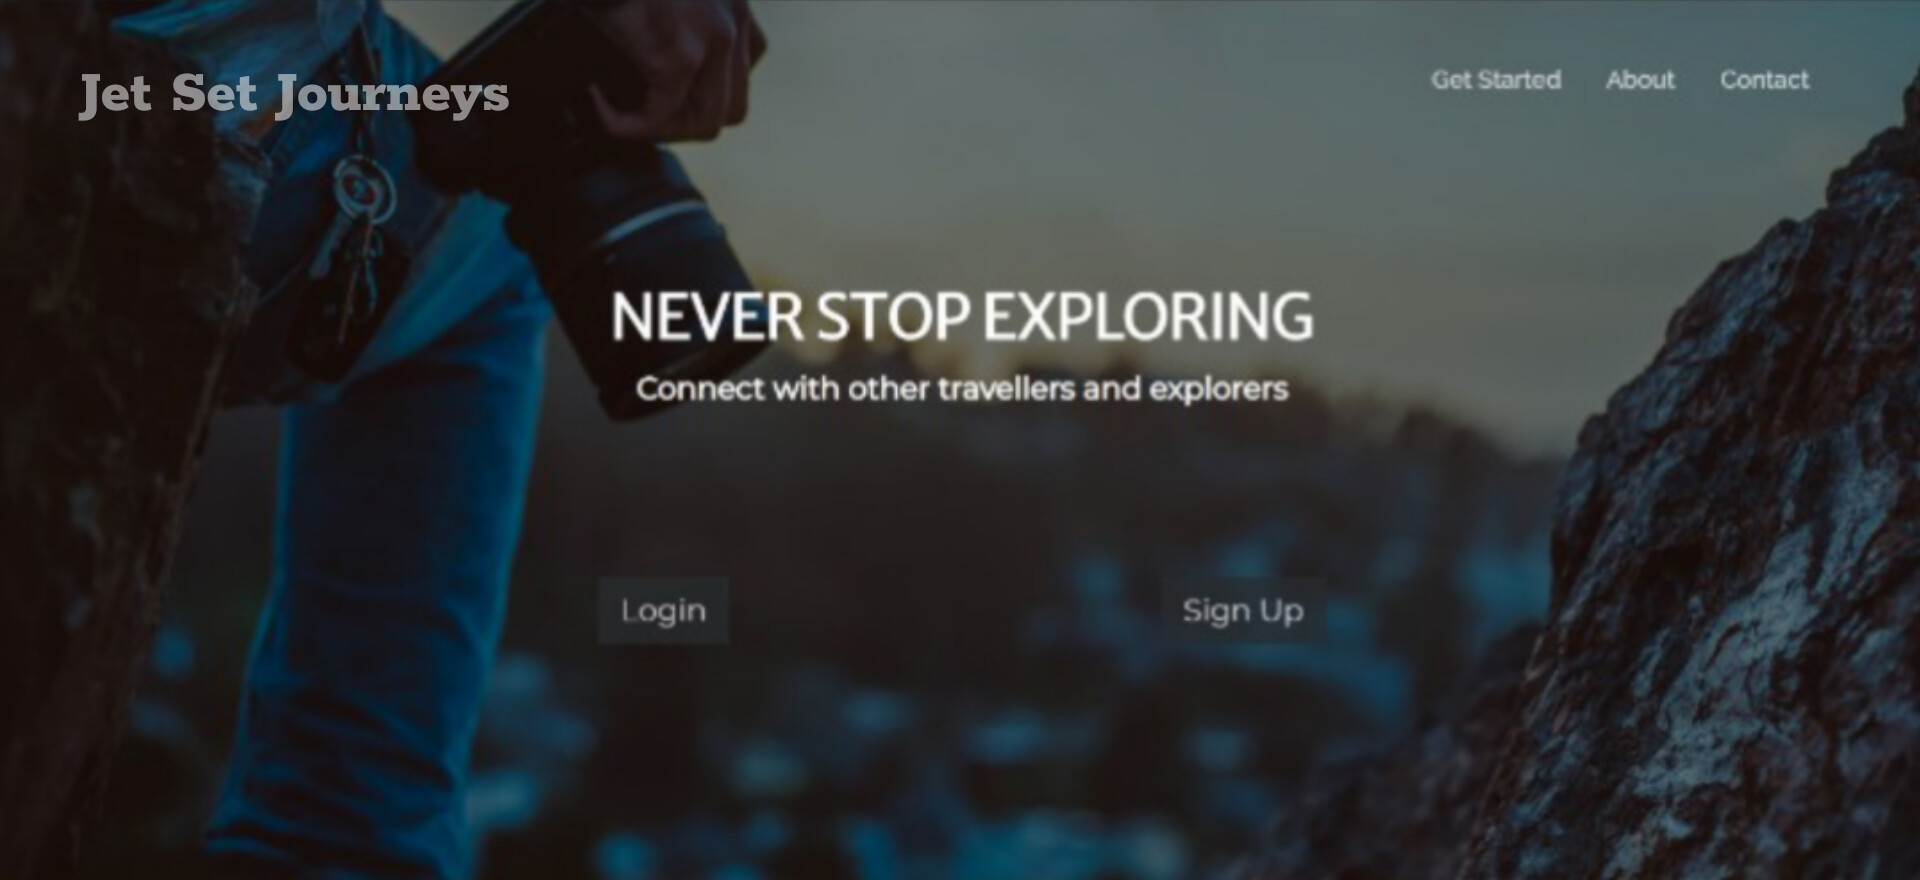 Jet Set Journeys
Get Started
About
Contact
NEVER STOP EXPLORING
Connect with other travellers and explorers
Login
Sign Up